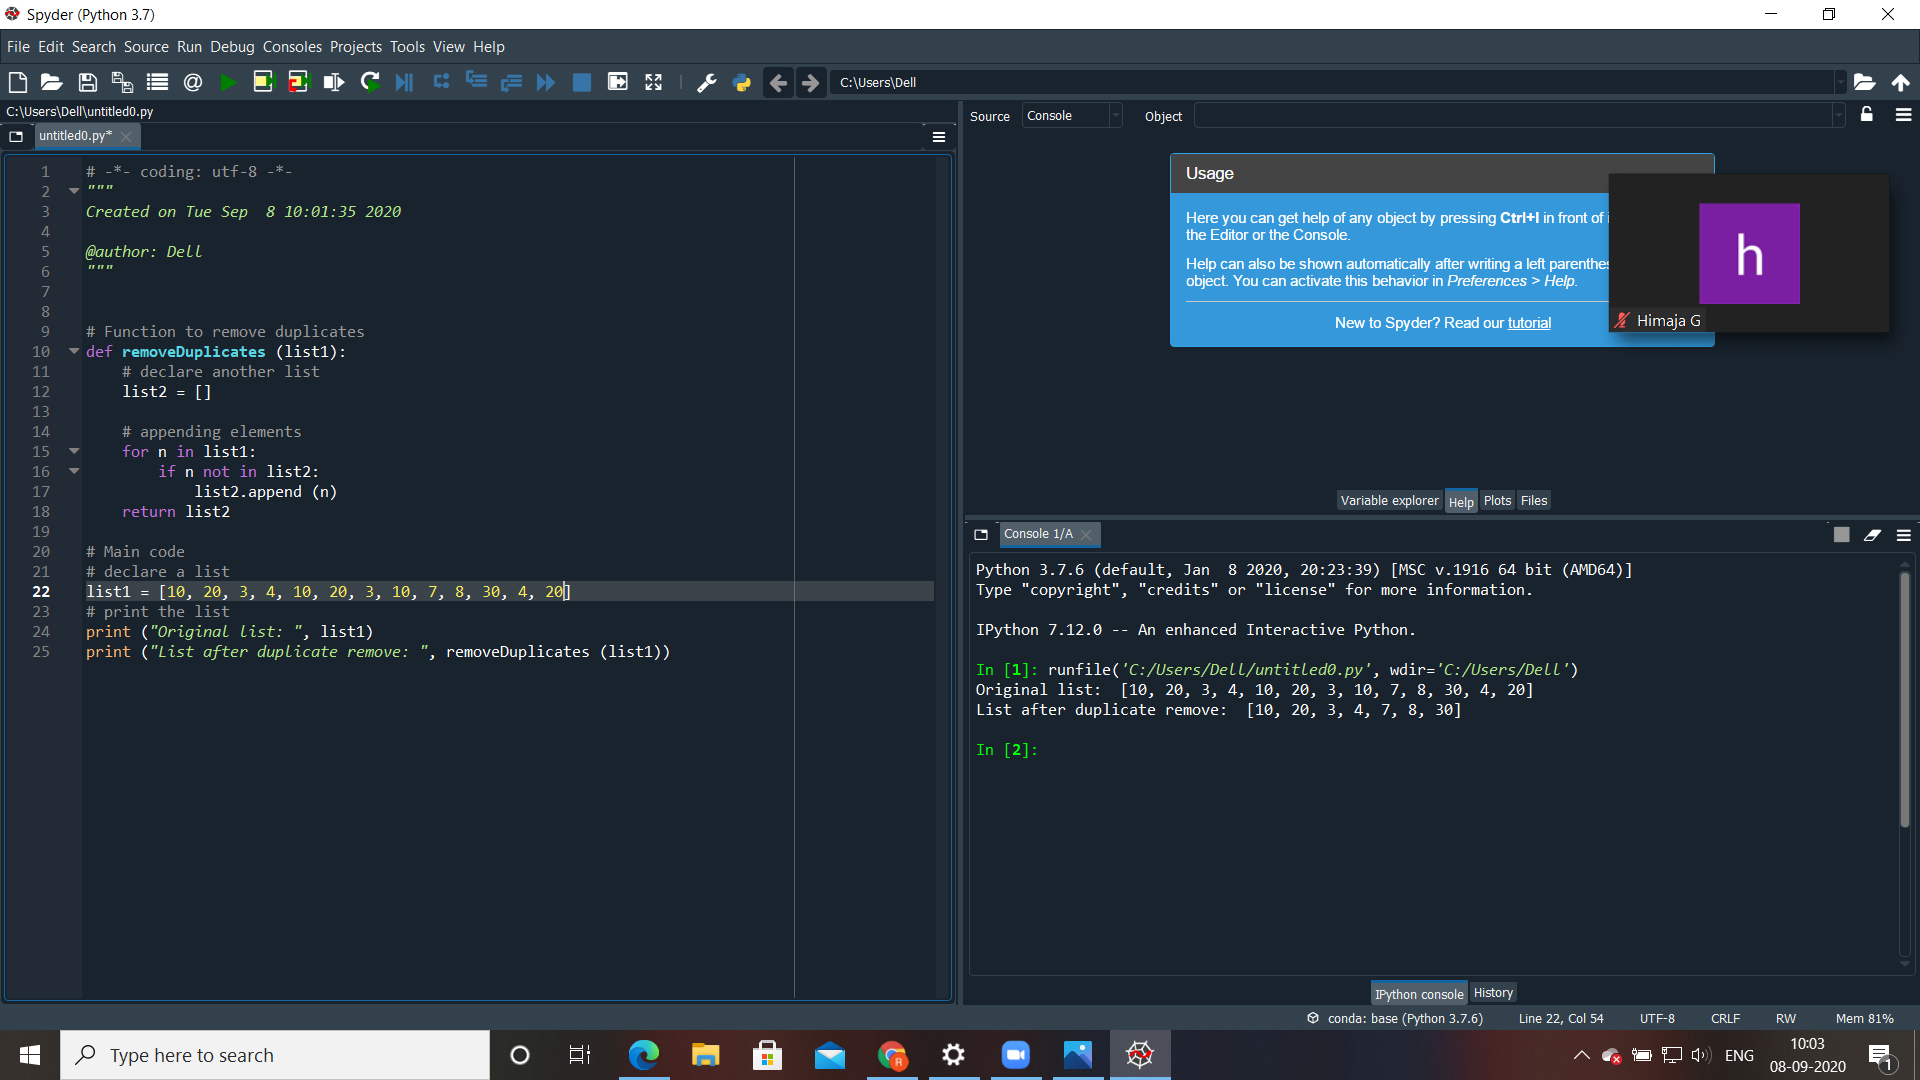 Spyder (Python 3.7)
File Edit Search Source Run Debug Consoles Projects Tools View Help
C:\Users\Dell
C:\Users\Dell\untitled0.py
untitled0.py*
1 # -*- coding: utf-8 -*-
2 """
3 Created on Tue Sep  8 10:01:35 2020
4
5 @author: Dell
6 """
7
8
9 # Function to remove duplicates
10 def removeDuplicates (list1):
11     # declare another list
12     list2 = []
13
14     # appending elements
15     for n in list1:
16         if n not in list2:
17             list2.append (n)
18     return list2
19
20 # Main code
21 # declare a list
22 list1 = [10, 20, 3, 4, 10, 20, 3, 10, 7, 8, 30, 4, 20]
23 # print the list
24 print ("Original list: ", list1)
25 print ("List after duplicate remove: ", removeDuplicates (list1))
Source Console Object
Usage
Here you can get help of any object by pressing Ctrl+I in front of i
the Editor or the Console.
Help can also be shown automatically after writing a left parenthes
object. You can activate this behavior in Preferences > Help.
New to Spyder? Read our tutorial
h
Himaja G
Variable explorer Help Plots Files
Console 1/A
Python 3.7.6 (default, Jan  8 2020, 20:23:39) [MSC v.1916 64 bit (AMD64)]
Type "copyright", "credits" or "license" for more information.
IPython 7.12.0 -- An enhanced Interactive Python.
In [1]: runfile('C:/Users/Dell/untitled0.py', wdir='C:/Users/Dell')
Original list:  [10, 20, 3, 4, 10, 20, 3, 10, 7, 8, 30, 4, 20]
List after duplicate remove:  [10, 20, 3, 4, 7, 8, 30]
In [2]:
IPython console History
conda: base (Python 3.7.6) Line 22, Col 54 UTF-8 CRLF RW Mem 81%
Type here to search
R
ENG
10:03
08-09-2020
1